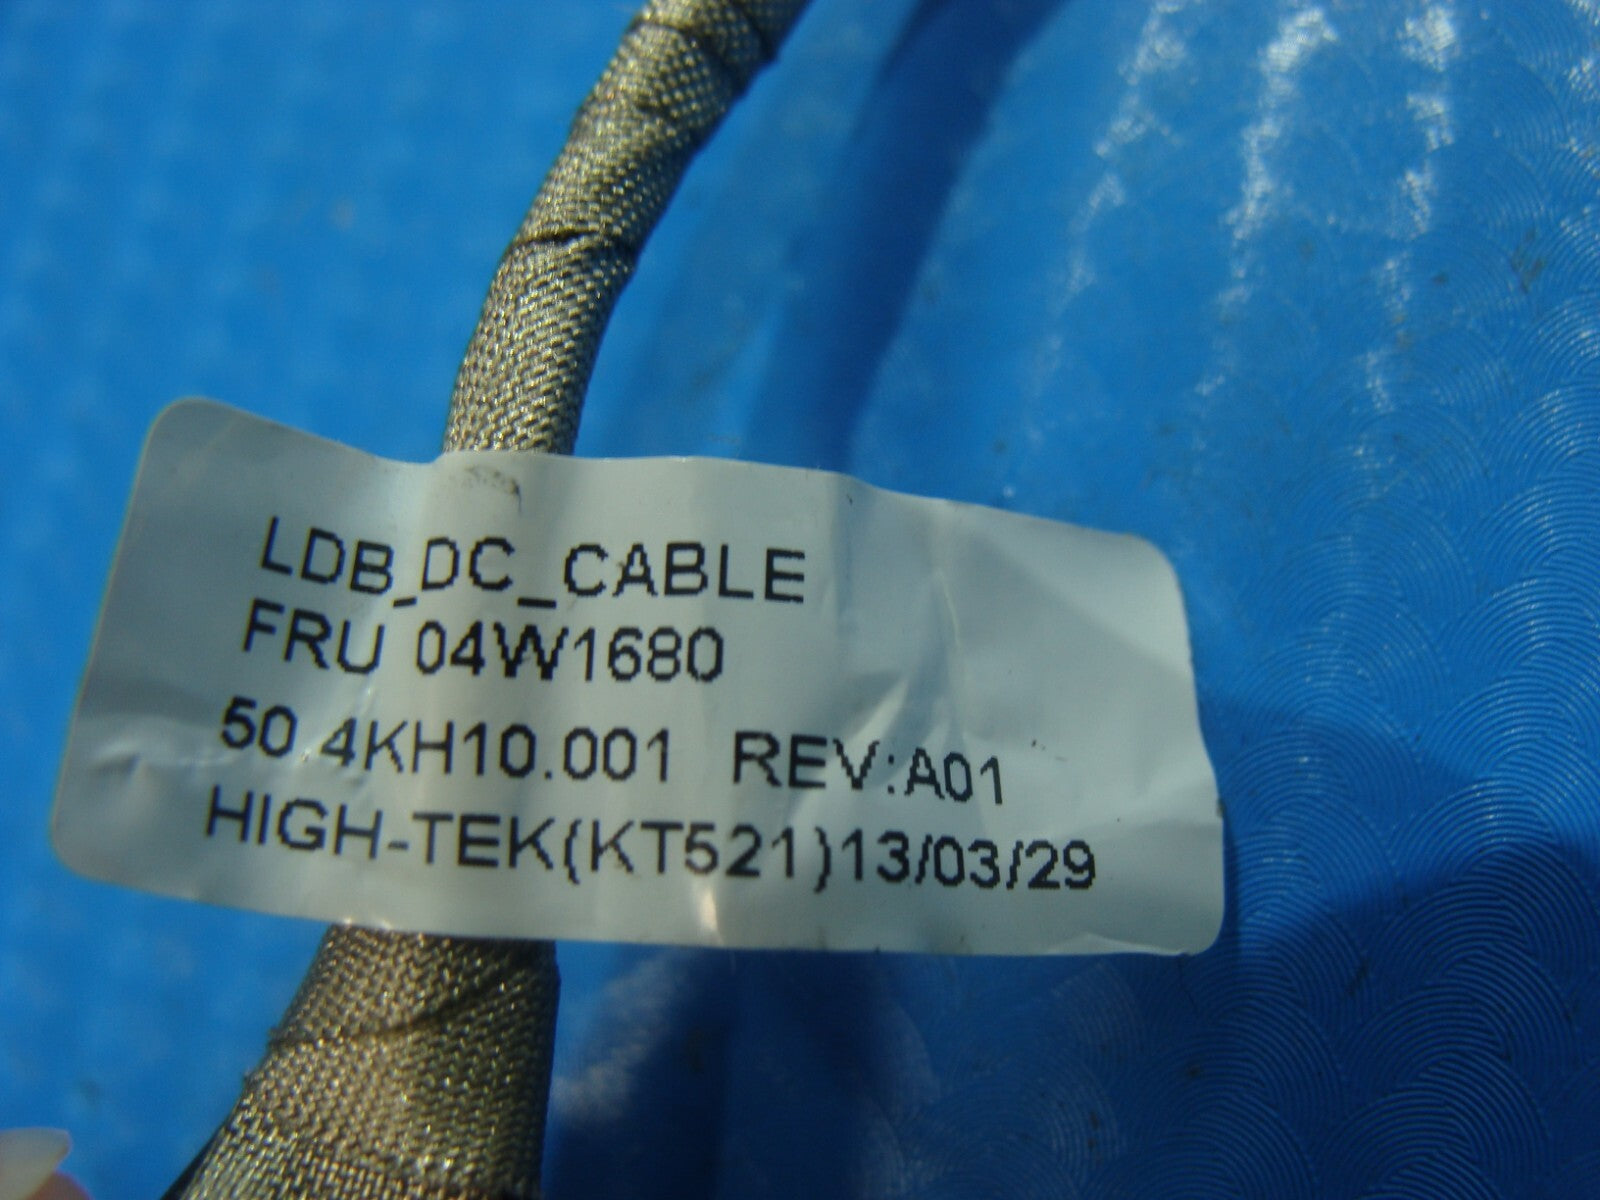 LDB_DC_CABLE
FRU 04W1680
50.4KH10.001 REV:A01
HIGH-TEK(KT521)13/03/29